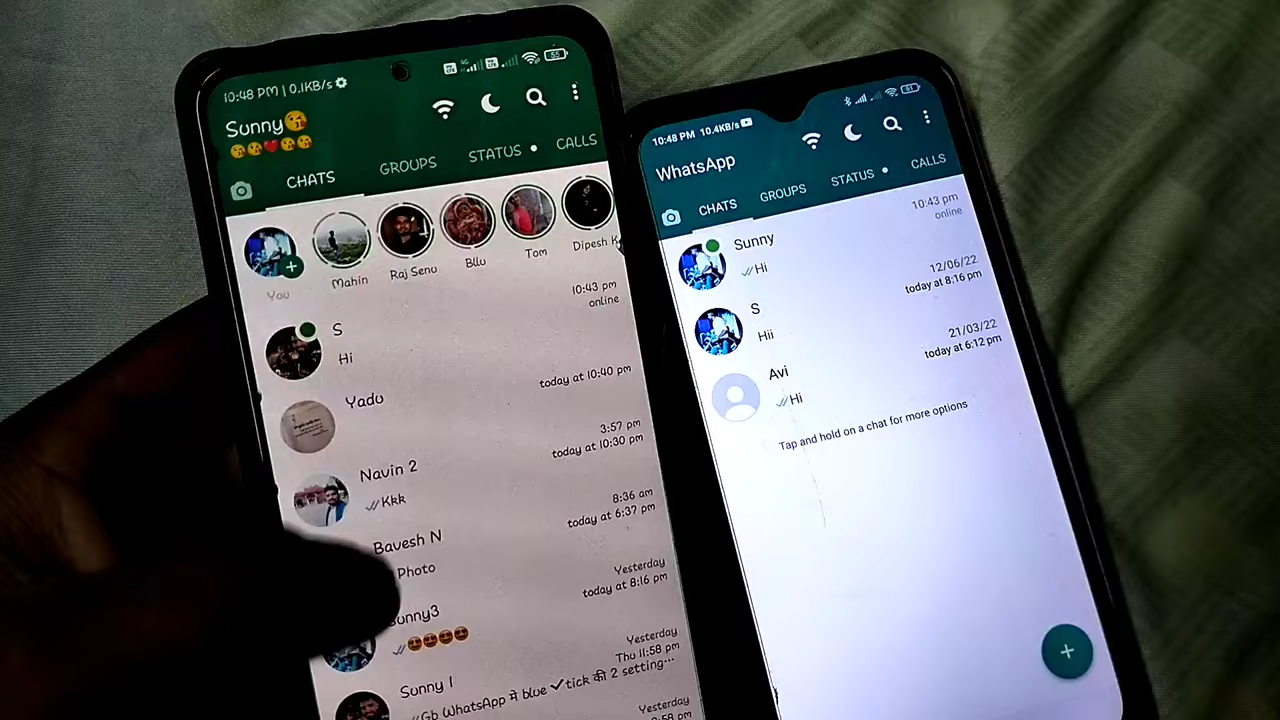 10:48 PM | 0.1KB/s
55
Sunny😘
😘😘❤️😘😘
CHATS
GROUPS
STATUS
CALLS
You
Mahin
Raj Senu
Bllu
Tom
Dipesh K
S
10:43 pm
Hi
online
Yadu
today at 10:40 pm
Navin 2
3:57 pm
Kkk
today at 10:30 pm
Bavesh N
8:36 am
Photo
today at 6:37 pm
Sunny3
Yesterday
😍😍😍😍
today at 8:16 pm
Sunny 1
Yesterday
Thu 11:58 pm
Gb WhatsApp मे blue ✓tick की 2 setting...
Yesterday
10:48 PM 10.4KB/s
51
WhatsApp
CHATS
GROUPS
STATUS
CALLS
Sunny
10:43 pm
Hi
online
S
12/06/22
Hii
today at 8:16 pm
Avi
21/03/22
Hi
today at 6:12 pm
Tap and hold on a chat for more options